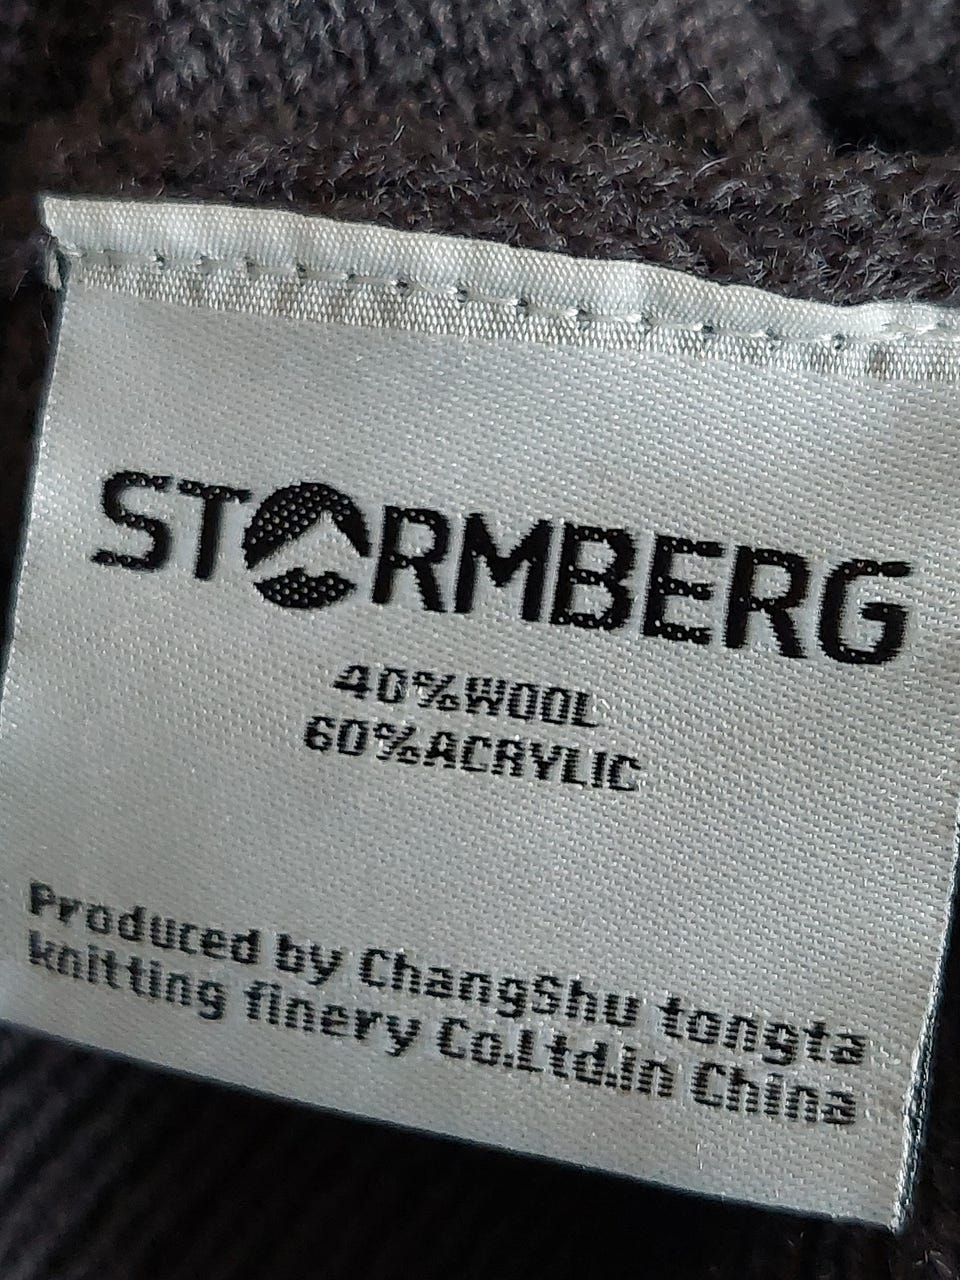 STORMBERG
40%WOOL
60%ACRYLIC
Produced by ChangShu tongta
knitting finery Co.Ltd.in China